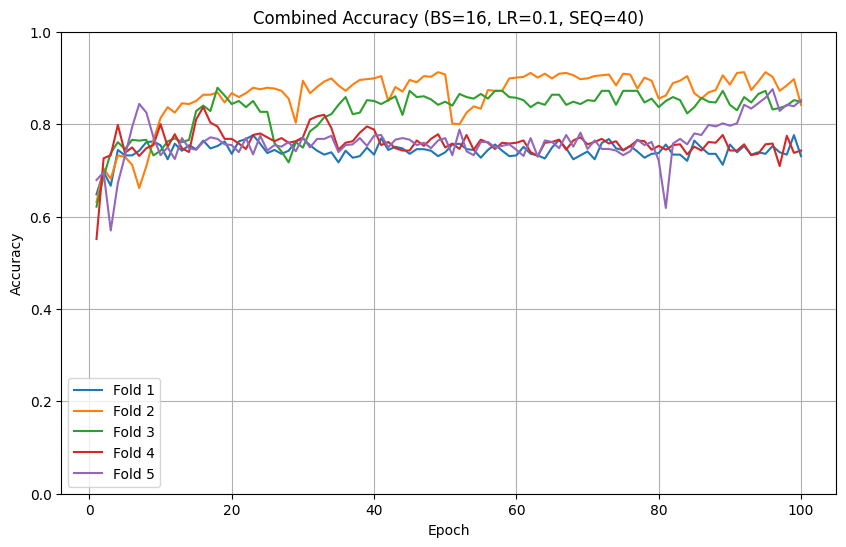 Combined Accuracy (BS=16, LR=0.1, SEQ=40)
1.0
0.8
0.6
0.4
0.2
0.0
Accuracy
Fold 1
Fold 2
Fold 3
Fold 4
Fold 5
0 20 40 60 80 100
Epoch